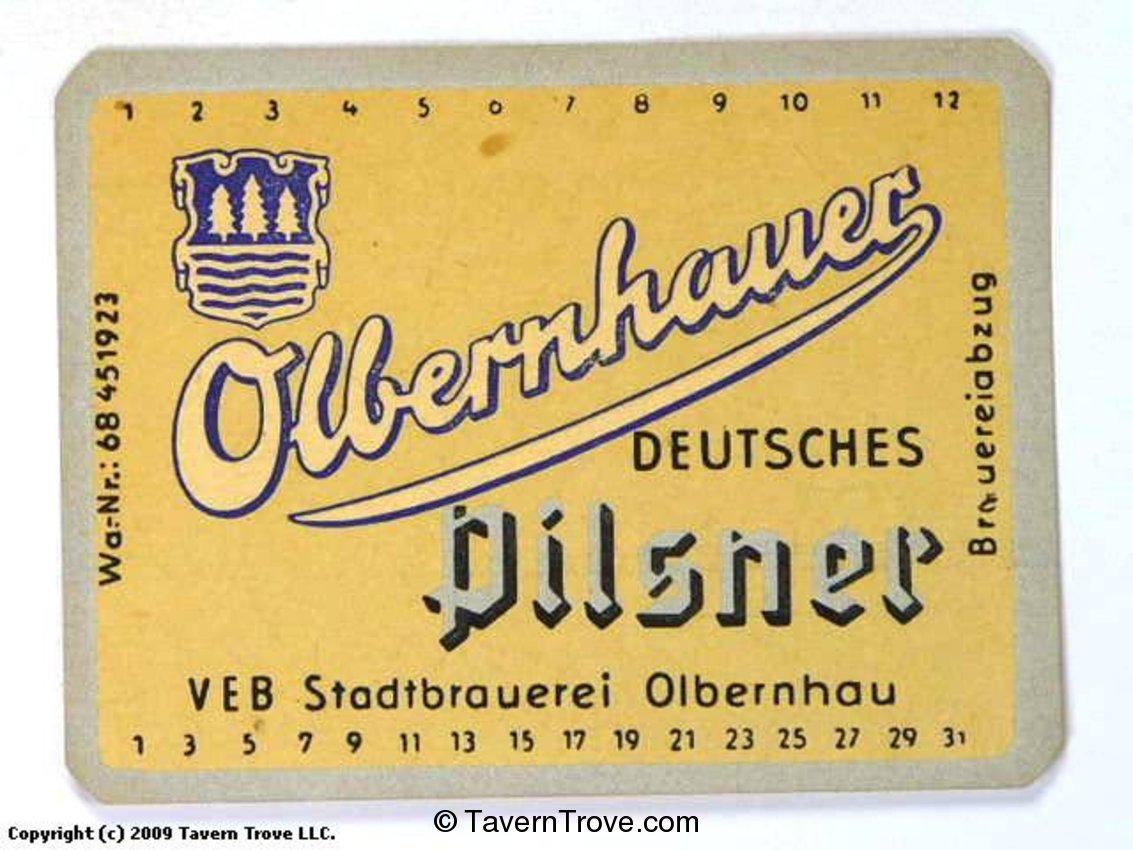 1 2 3 4 5 6 7 8 9 10 11 12
Olbernhauer
Wa-Nr.: 68 451923
Brauereiabzug
DEUTSCHES
Pilsner
VEB Stadtbrauerei Olbernhau
1 3 5 7 9 11 13 15 17 19 21 23 25 27 29 31
© TavernTrove.com
Copyright (c) 2009 Tavern Trove LLC.